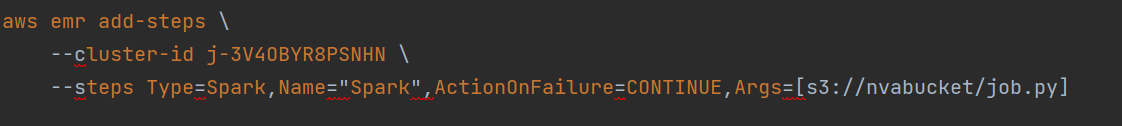 aws emr add-steps \
--cluster-id j-3V4OBYR8PSNHN \
--steps Type=Spark,Name="Spark",ActionOnFailure=CONTINUE,Args=[s3://nvabucket/job.py]